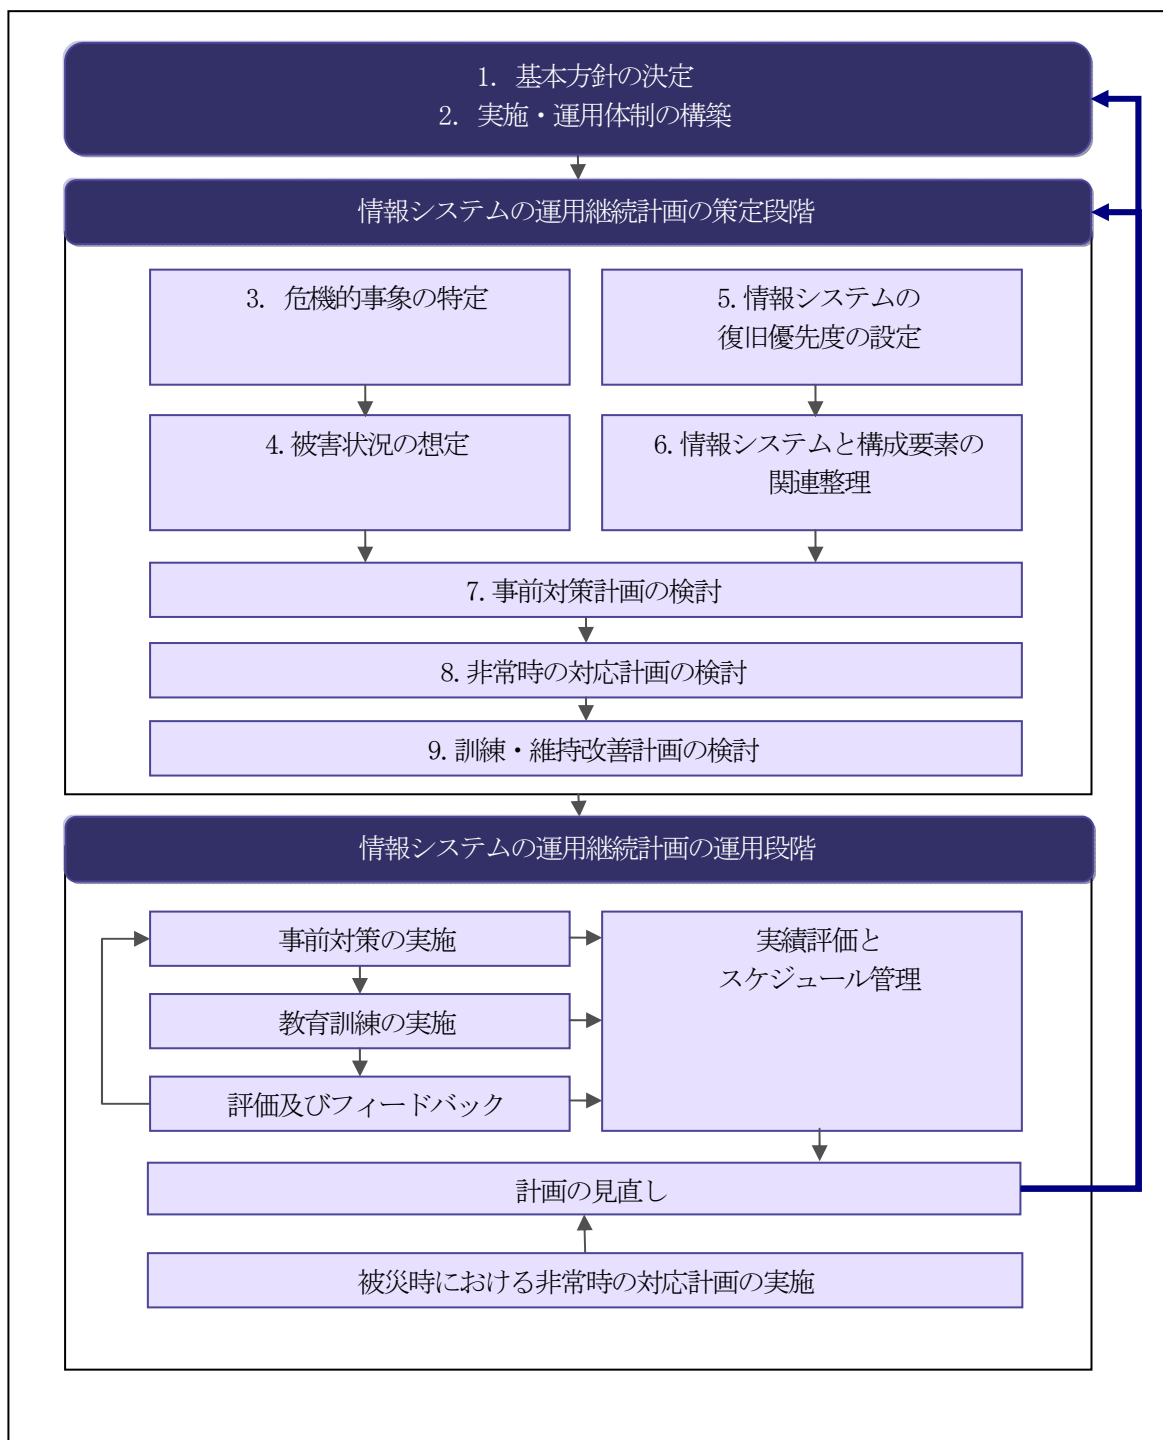 1. 基本方針の決定
2. 実施・運用体制の構築
情報システムの運用継続計画の策定段階
3. 危機的事象の特定
4.被害状況の想定
5.情報システムの
復旧優先度の設定
6.情報システムと構成要素の
関連整理
7.事前対策計画の検討
8.非常時の対応計画の検討
9.訓練・維持改善計画の検討
情報システムの運用継続計画の運用段階
事前対策の実施
教育訓練の実施
評価及びフィードバック
実績評価と
スケジュール管理
計画の見直し
被災時における非常時の対応計画の実施